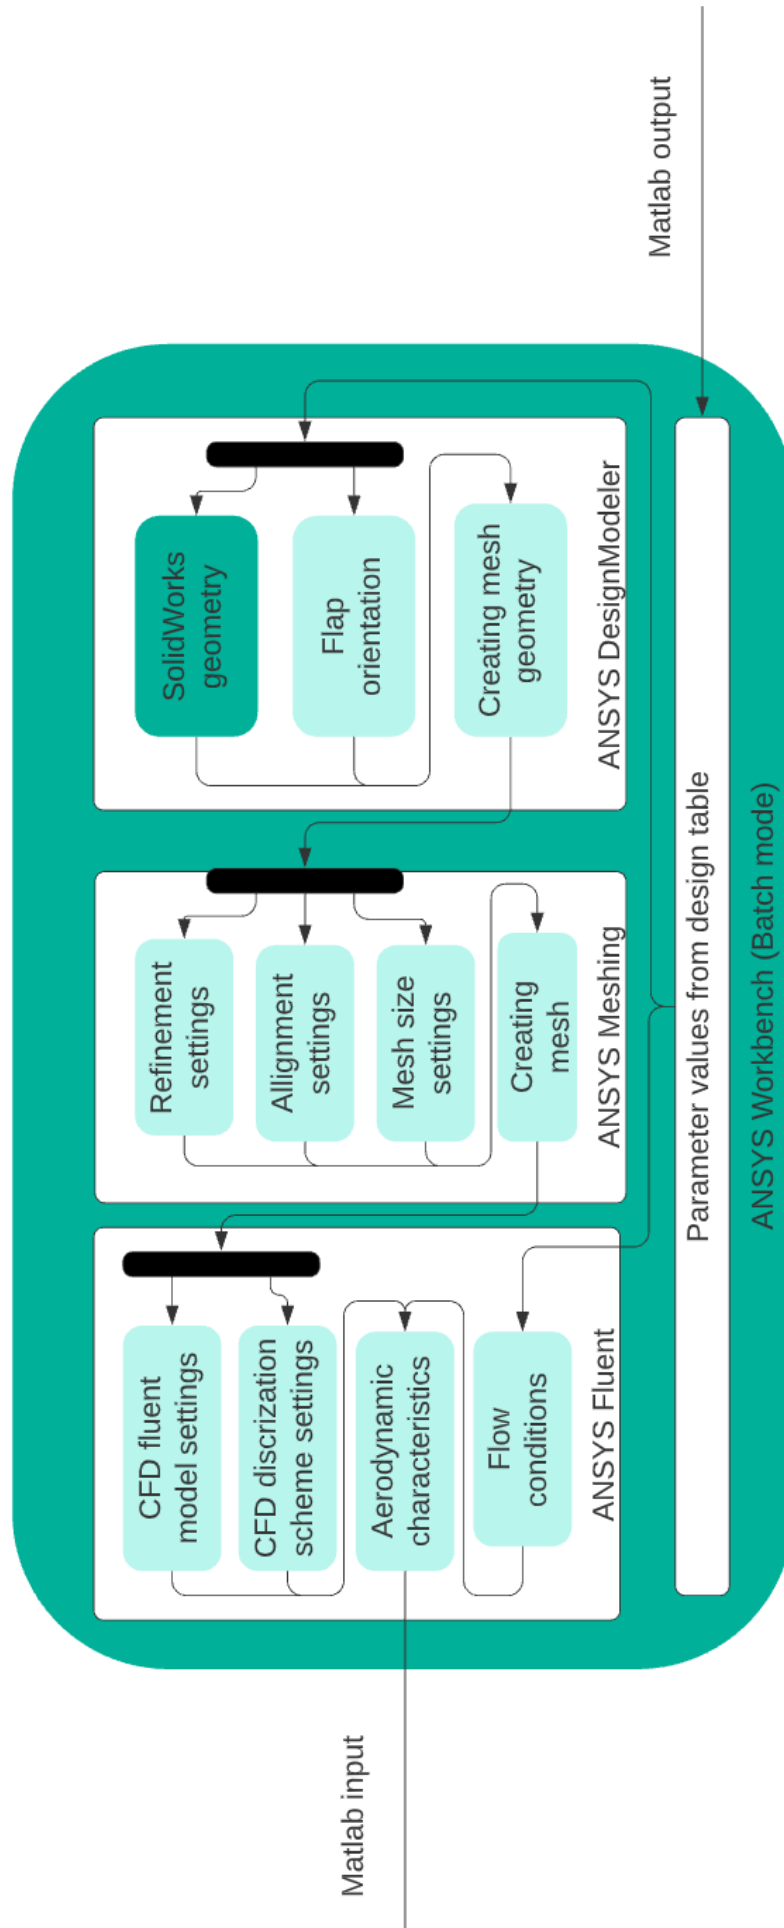 Matlab output
SolidWorks
geometry
Flap
orientation
Creating mesh
geometry
ANSYS DesignModeler
Refinement
settings
Allignment
settings
Mesh size
settings
Creating
mesh
ANSYS Meshing
CFD fluent
model settings
CFD discrization
scheme settings
Aerodynamic
characteristics
Flow
conditions
ANSYS Fluent
Parameter values from design table
ANSYS Workbench (Batch mode)
Matlab input